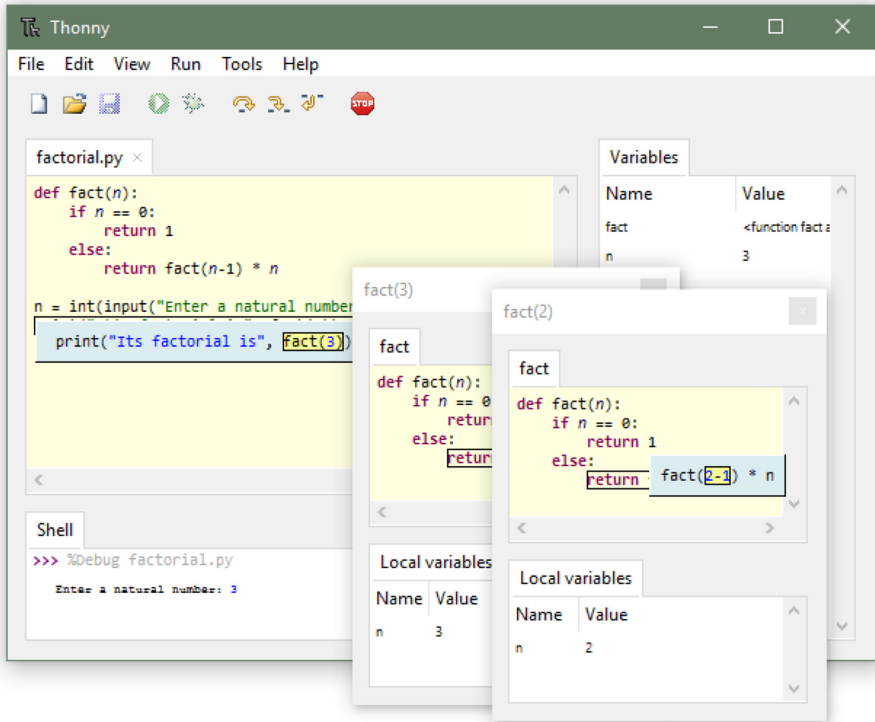 Thonny
File Edit View Run Tools Help
STOP
factorial.py ×
def fact(n):
    if n == 0:
        return 1
    else:
        return fact(n-1) * n
n = int(input("Enter a natural number
print("Its factorial is", fact(3))
Shell
>>> %Debug factorial.py
Enter a natural number: 3
Variables
Name Value
fact <function fact a
n 3
fact(3)
fact
def fact(n):
    if n == 0
        retur
    else:
        retur
Local variables
Name Value
n 3
fact(2)
x
fact
def fact(n):
    if n == 0:
        return 1
    else:
        return fact(2-1) * n
Local variables
Name Value
n 2